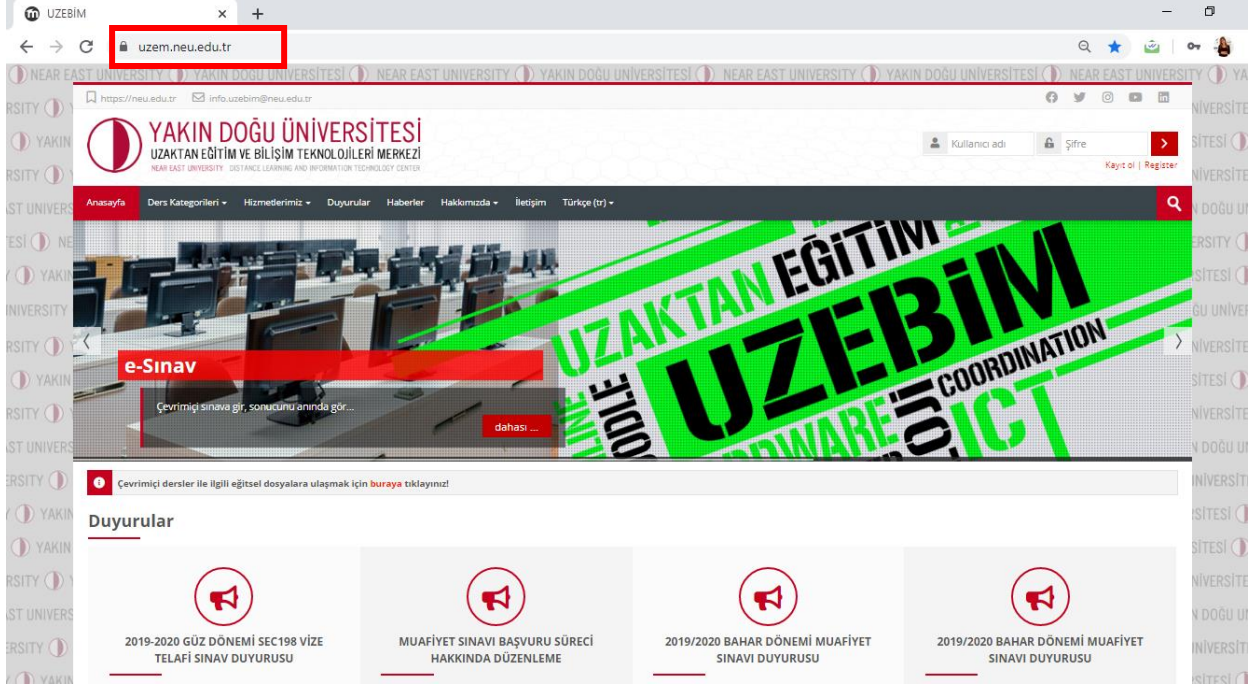 UZEBİM
uzem.neu.edu.tr
https://neu.edu.tr info.uzebim@neu.edu.tr
YAKIN DOĞU ÜNİVERSİTESİ
UZAKTAN EĞİTİM VE BİLİŞİM TEKNOLOJİLERİ MERKEZİ
NEAR EAST UNIVERSITY DISTANCE LEARNING AND INFORMATION TECHNOLOGY CENTER
Kullanıcı adı Şifre
Kayıt ol | Register
Anasayfa Ders Kategorileri Hizmetlerimiz Duyurular Haberler Hakkımızda İletişim Türkçe (tr)
UZAKTAN EĞİTİM
UZEBİM
COORDINATION
ICT
e-Sınav
Çevrimiçi sınava gir, sonucunu anında gör...
dahası ...
Çevrimiçi dersler ile ilgili eğitsel dosyalara ulaşmak için buraya tıklayınız!
Duyurular
2019-2020 GÜZ DÖNEMİ SEC198 VİZE
TELAFİ SINAV DUYURUSU
MUAFİYET SINAVI BAŞVURU SÜRECİ
HAKKINDA DÜZENLEME
2019/2020 BAHAR DÖNEMİ MUAFİYET
SINAVI DUYURUSU
2019/2020 BAHAR DÖNEMİ MUAFİYET
SINAVI DUYURUSU